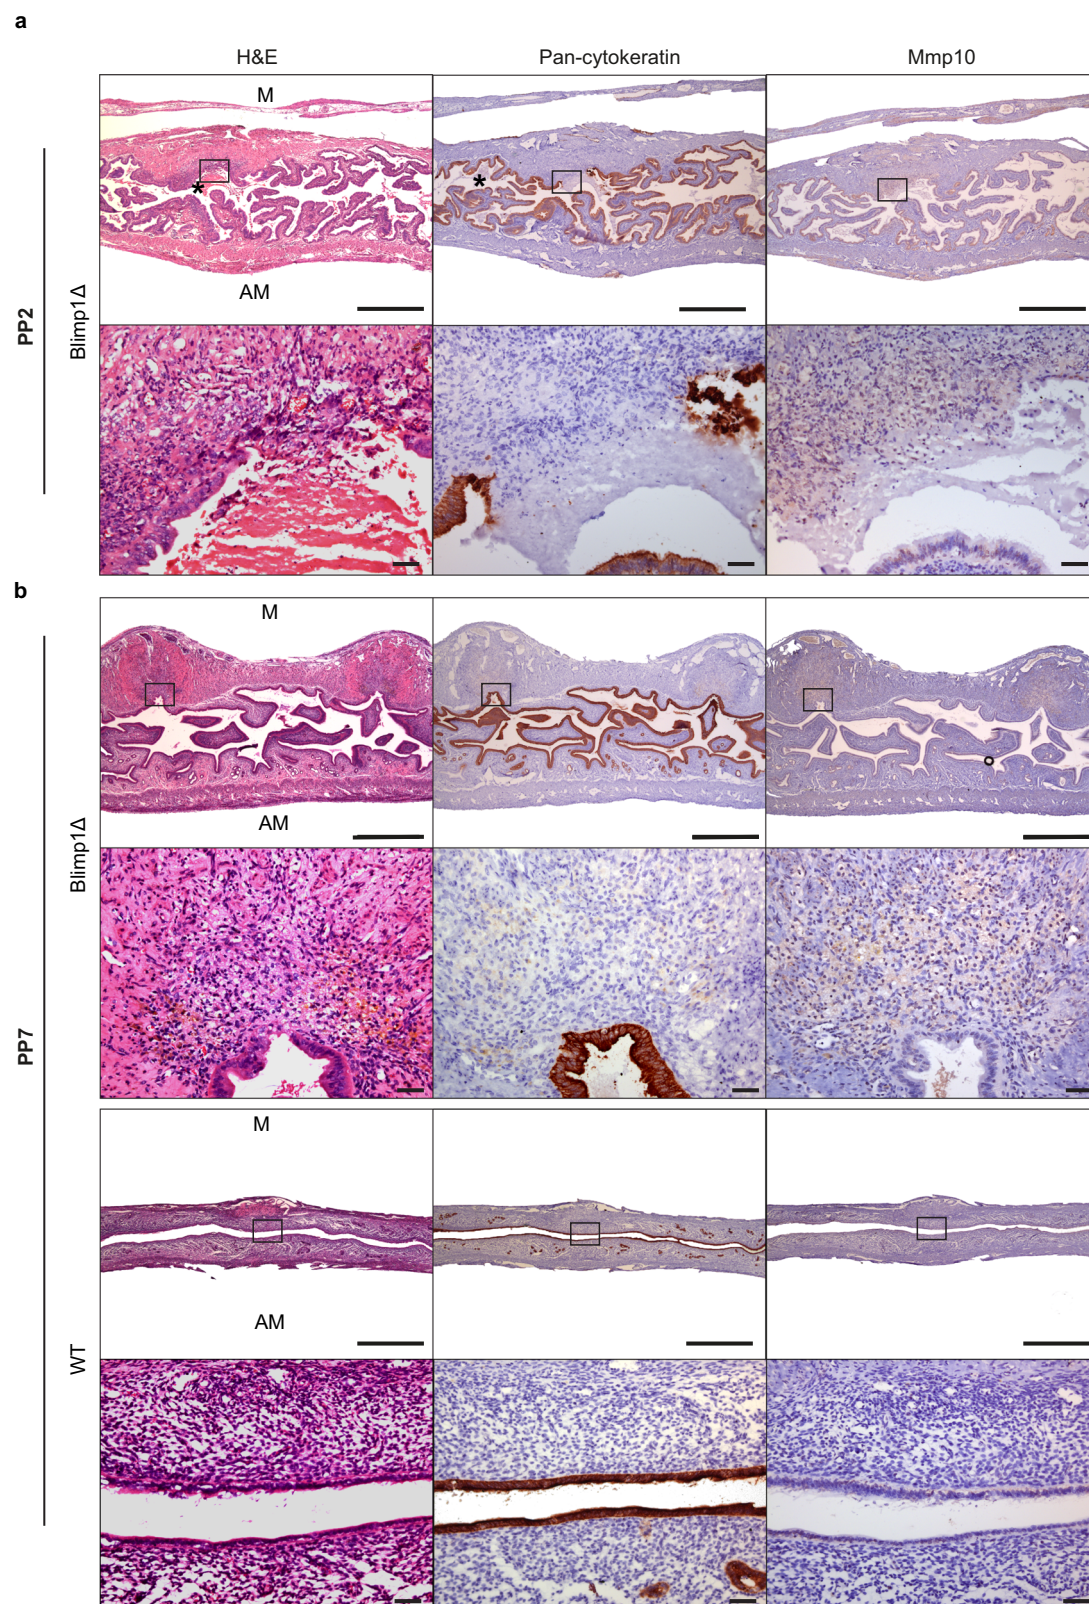 a
H&E
Pan-cytokeratin
Mmp10
M
*
*
AM
PP2
Blimp1Δ
b
M
AM
Blimp1Δ
PP7
M
AM
WT